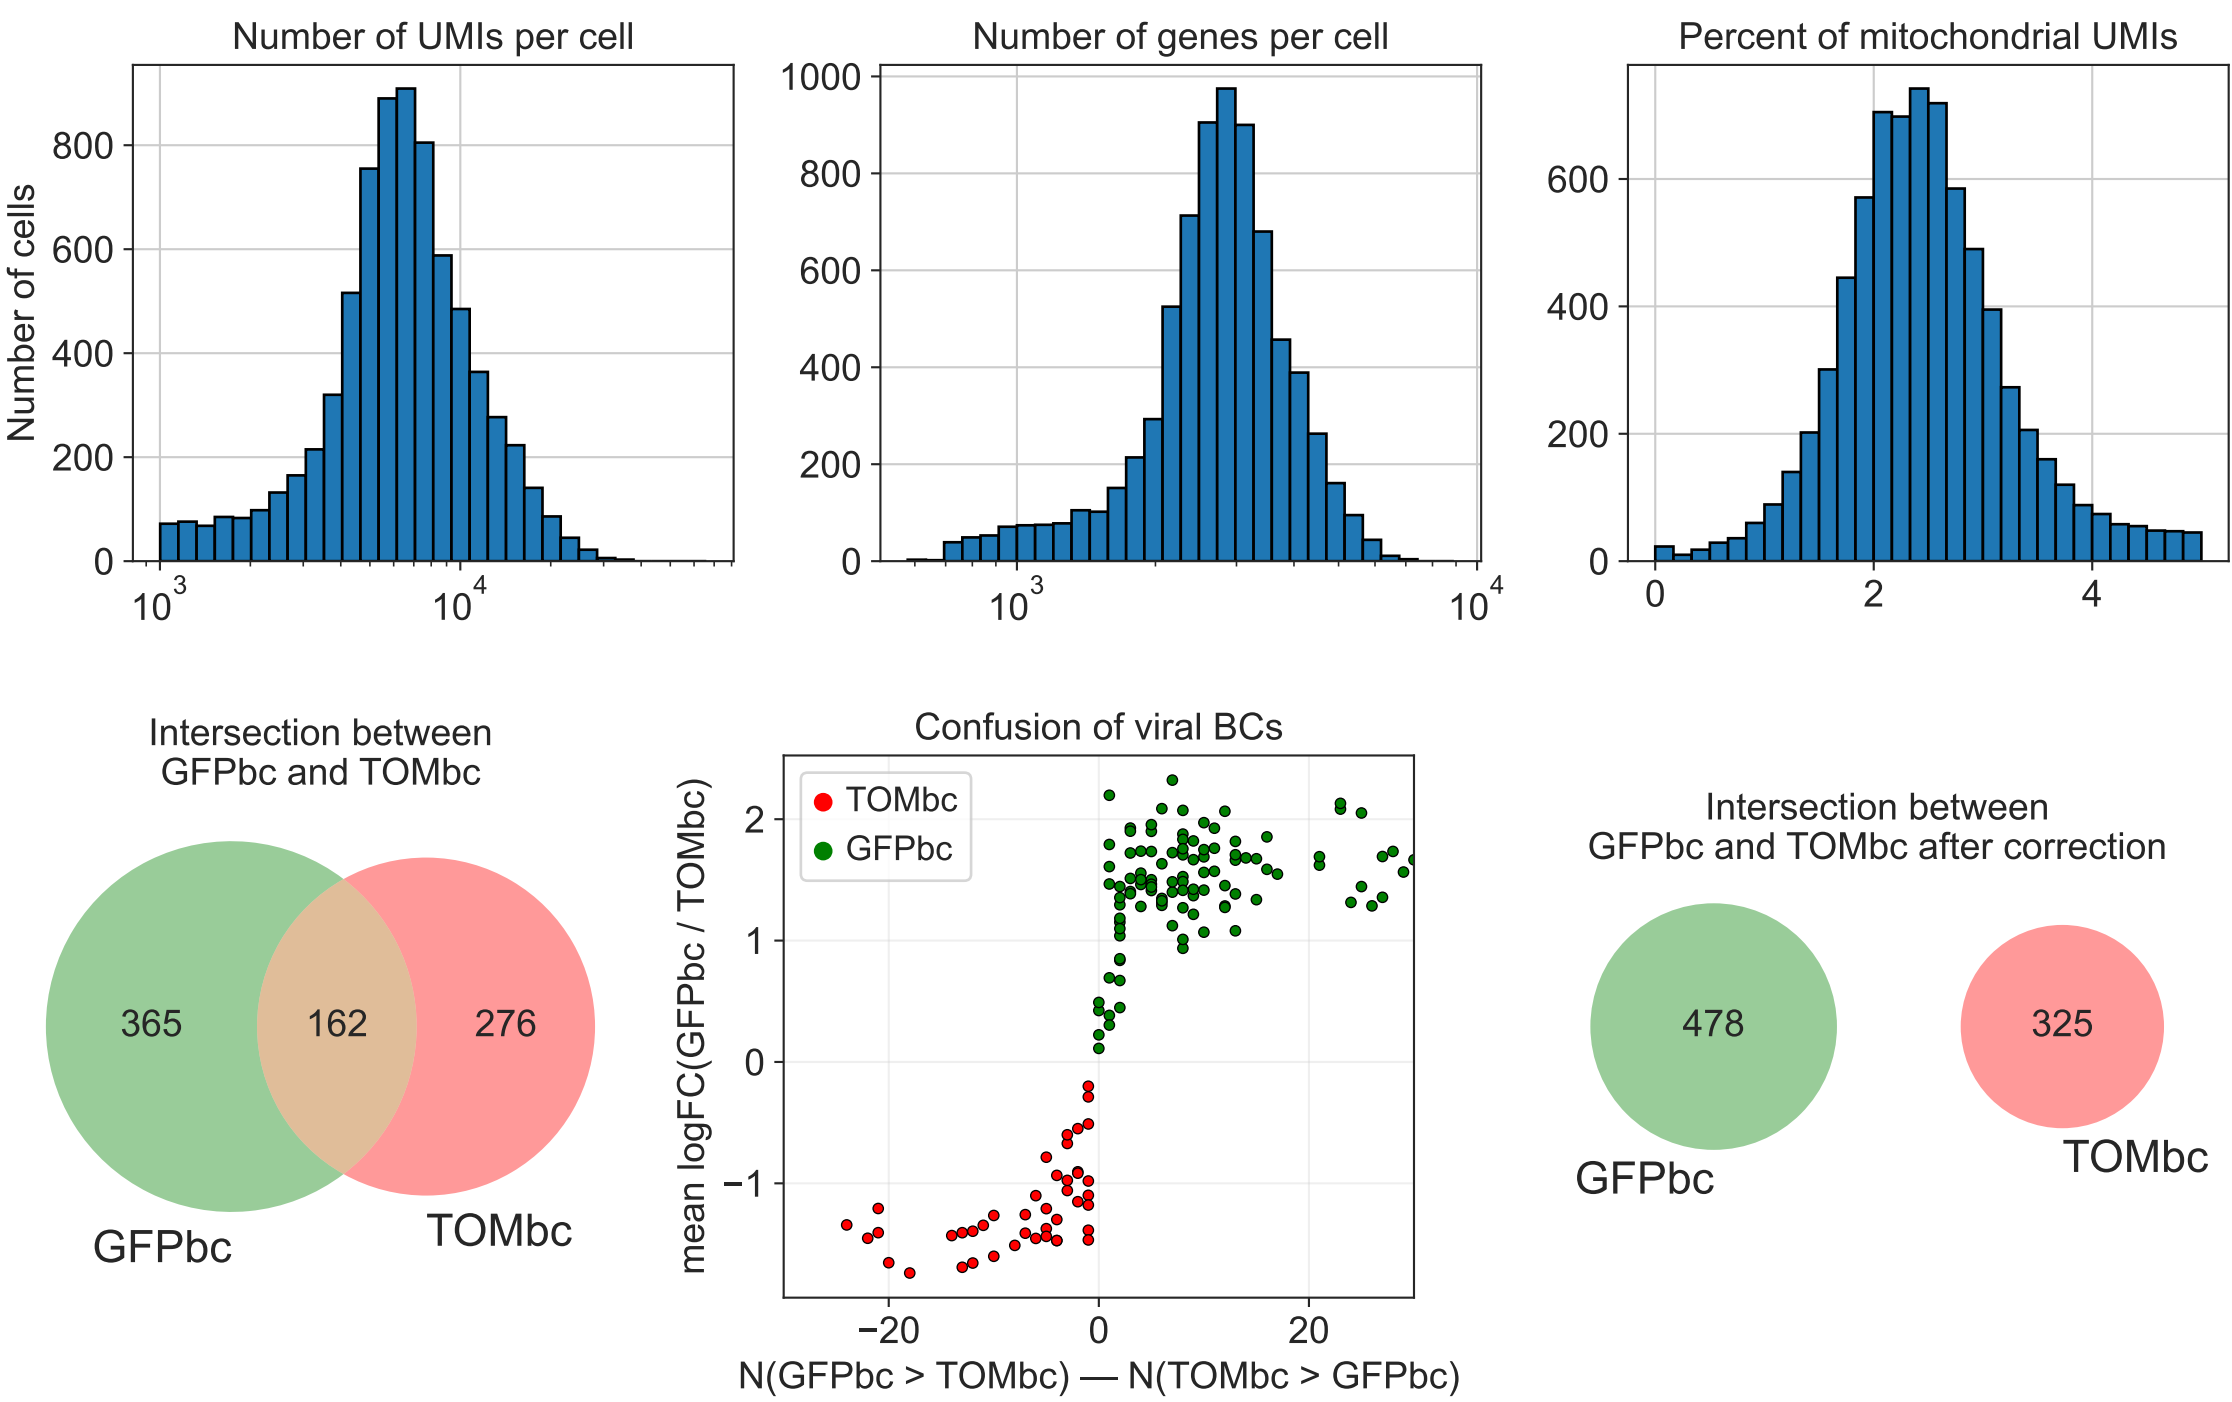 Number of UMIs per cell
Number of cells
800
600
400
200
0
10^3
10^4
Number of genes per cell
1000
800
600
400
200
0
10^3
10^4
Percent of mitochondrial UMIs
600
400
200
0
0
2
4
Intersection between
GFPbc and TOMbc
365
162
276
GFPbc
TOMbc
Confusion of viral BCs
mean logFC(GFPbc / TOMbc)
TOMbc
GFPbc
2
1
0
−1
−20
0
20
N(GFPbc > TOMbc) — N(TOMbc > GFPbc)
Intersection between
GFPbc and TOMbc after correction
478
325
GFPbc
TOMbc